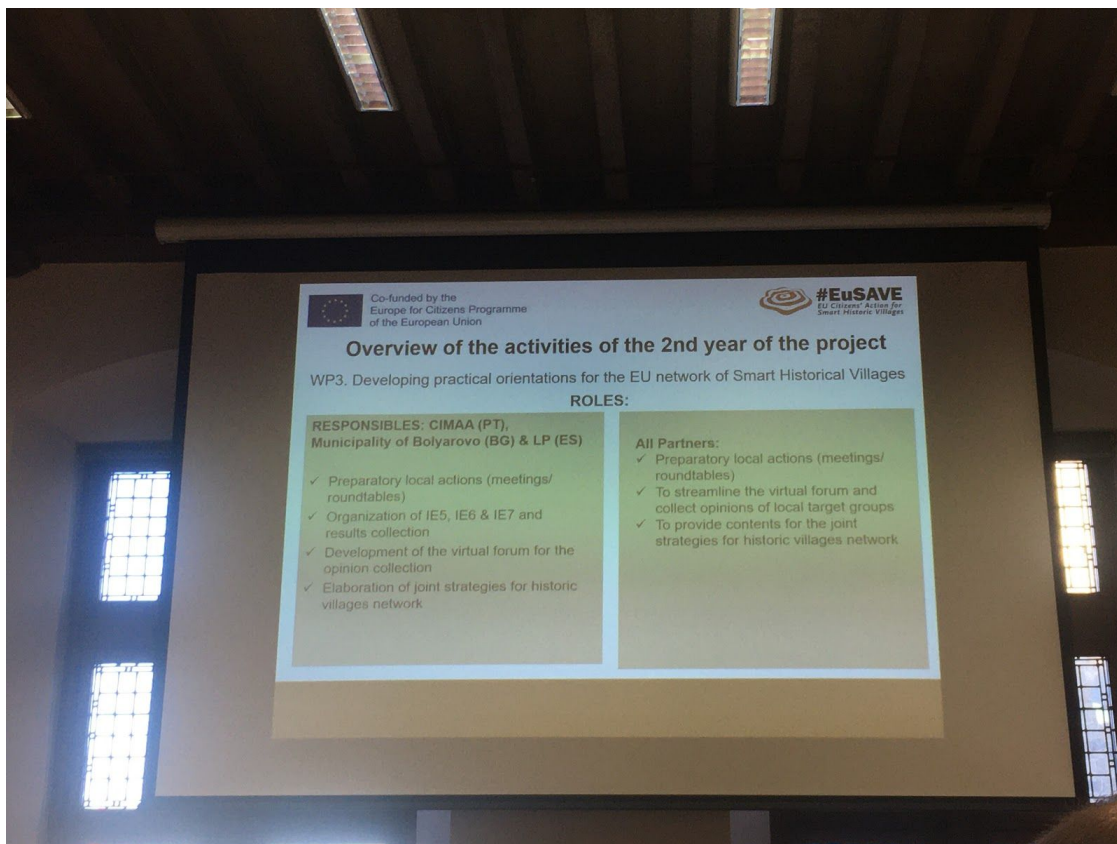 Co-funded by the
Europe for Citizens Programme
of the European Union
#EuSAVE
EU Citizens' Action for
Smart Historic Villages
Overview of the activities of the 2nd year of the project
WP3. Developing practical orientations for the EU network of Smart Historical Villages
ROLES:
RESPONSIBLES: CIMAA (PT),
Municipality of Bolyarovo (BG) & LP (ES)
✓ Preparatory local actions (meetings/
roundtables)
✓ Organization of IE5, IE6 & IE7 and
results collection
✓ Development of the virtual forum for the
opinion collection
✓ Elaboration of joint strategies for historic
villages network
All Partners:
✓ Preparatory local actions (meetings/
roundtables)
✓ To streamline the virtual forum and
collect opinions of local target groups
✓ To provide contents for the joint
strategies for historic villages network